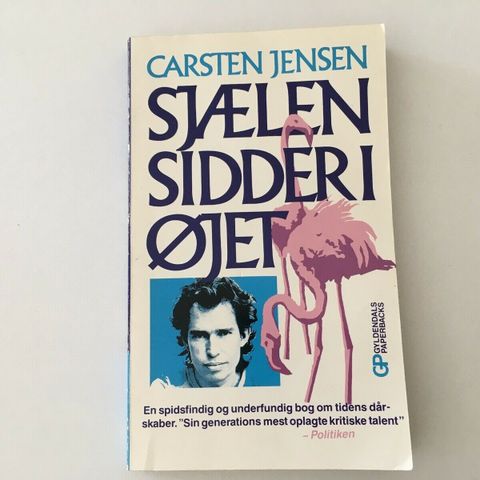 CARSTEN JENSEN
SJÆLEN
SIDDER I
ØJET
GP GYLDENDALS
PAPERBACKS
En spidsfindig og underfundig bog om tidens dår-
skaber. "Sin generations mest oplagte kritiske talent"
– Politiken